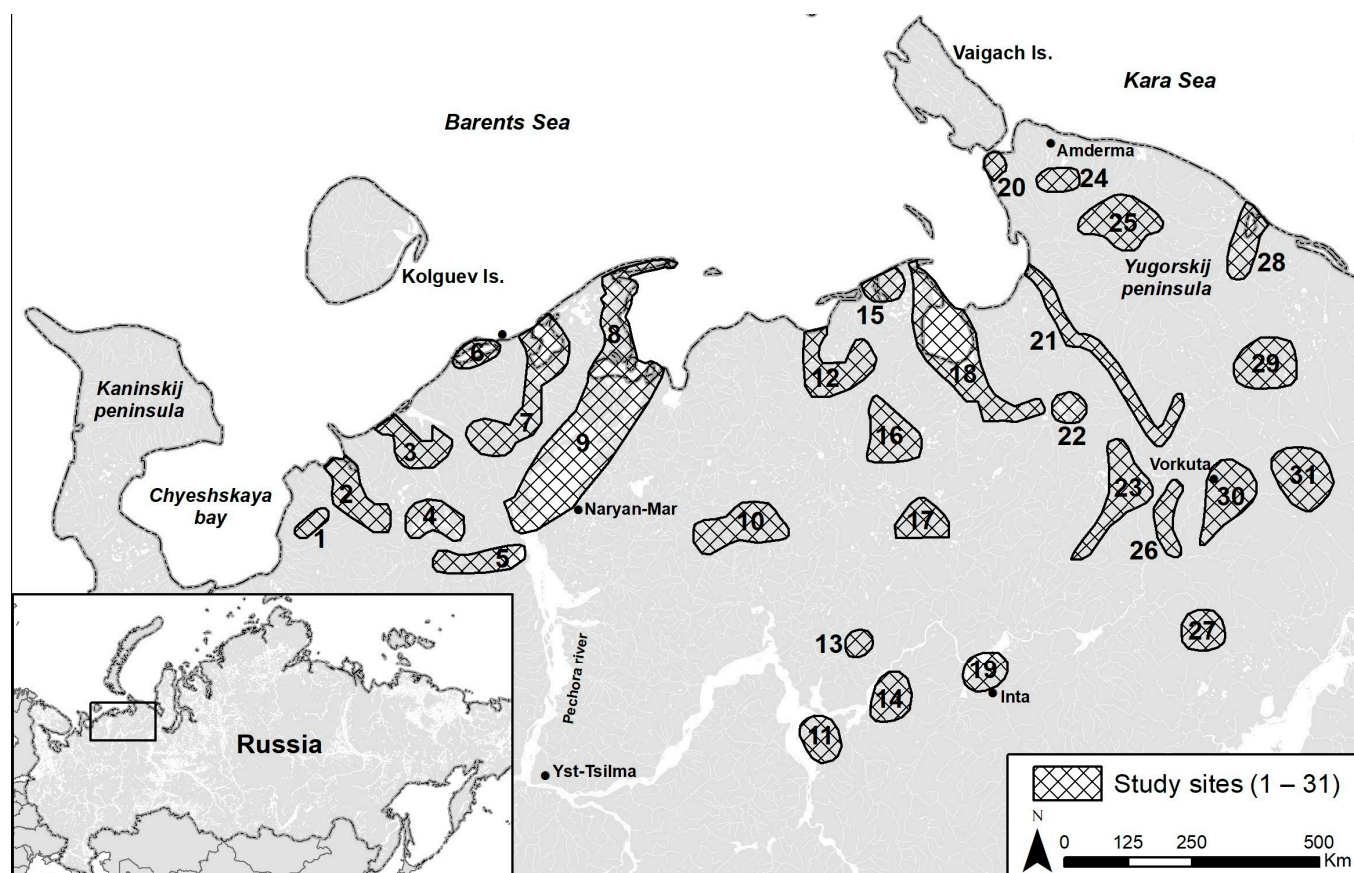 Vaigach Is.
Kara Sea
Barents Sea
Amderma
20
24
25
28
Kolguev Is.
Yugorskij
peninsula
15
8
6
21
29
Kaninskij
peninsula
12
18
7
9
22
3
16
Vorkuta
31
Chyeshskaya
bay
2
23
30
4
Naryan-Mar
10
17
1
26
5
27
13
19
14
Inta
Pechora river
11
Russia
Yst-Tsilma
Study sites (1 – 31)
N
0 125 250 500
Km